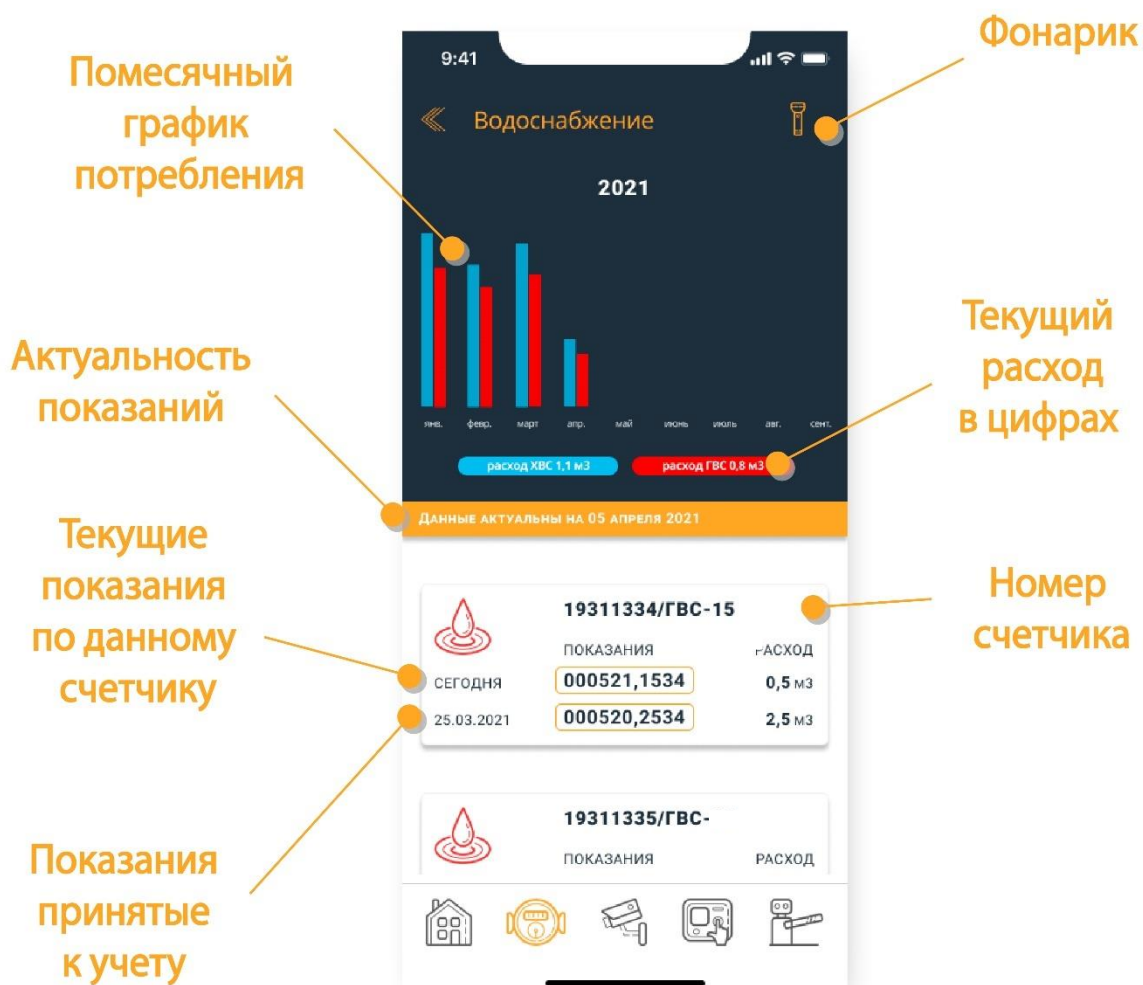 Фонарик
Помесячный
график
потребления
9:41
Водоснабжение
2021
янв.
февр.
март
апр.
май
июнь
июль
авг.
сент.
расход ХВС 1,1 м3
расход ГВС 0,8 м3
Текущий
расход
в цифрах
Актуальность
показаний
Данные актуальны на 05 апреля 2021
Текущие
показания
по данному
счетчику
Номер
счетчика
19311334/ГВС-15
ПОКАЗАНИЯ
РАСХОД
СЕГОДНЯ
000521,1534
0,5 м3
25.03.2021
000520,2534
2,5 м3
Показания
принятые
к учету
19311335/ГВС-
ПОКАЗАНИЯ
РАСХОД